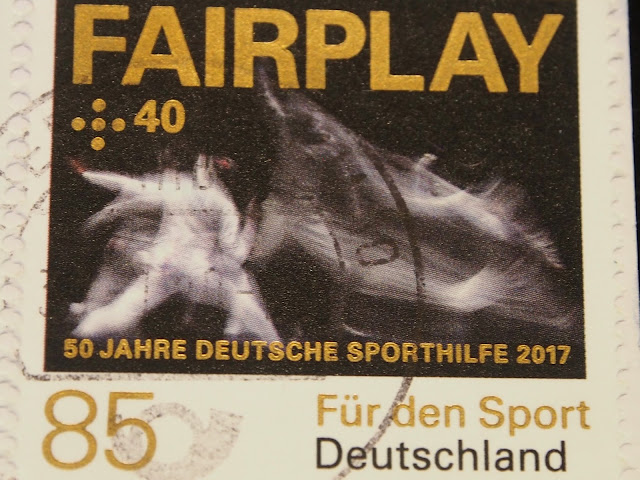 FAIRPLAY
40
50 JAHRE DEUTSCHE SPORTHILFE 2017
85
Für den Sport
Deutschland